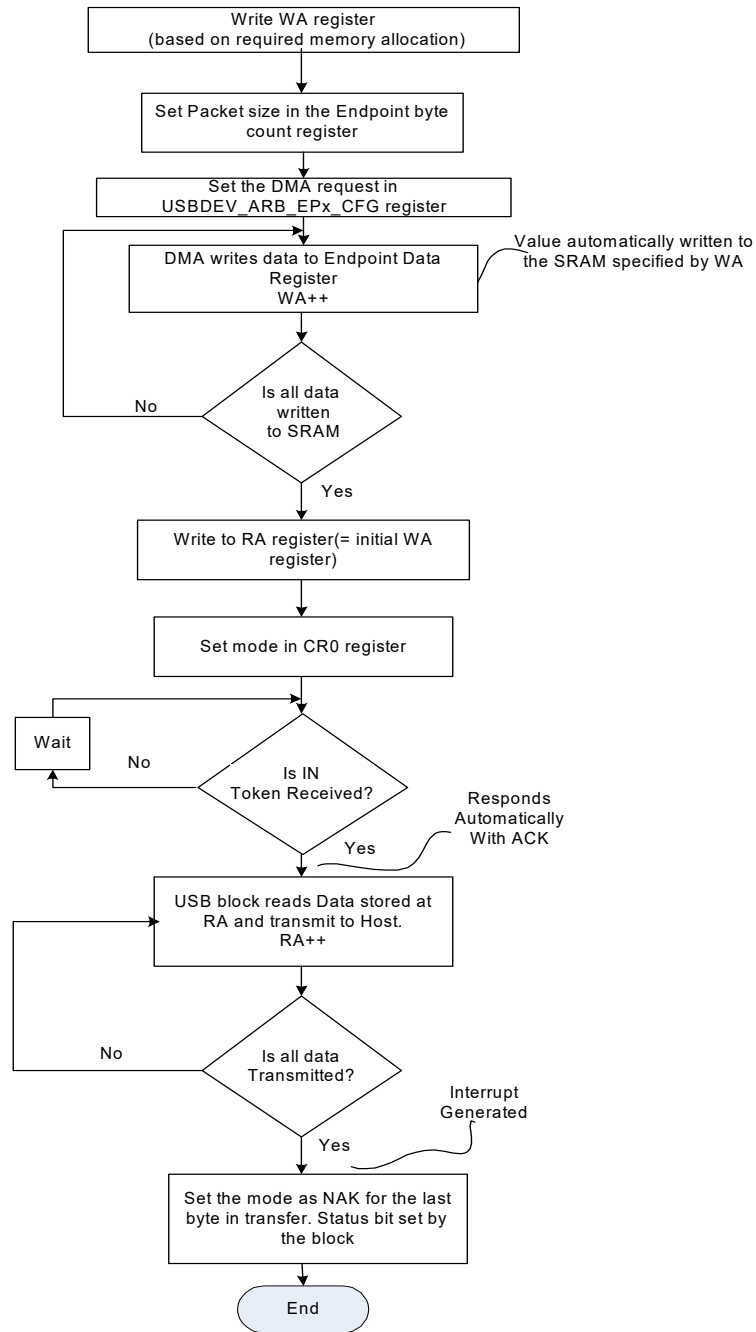 Write WA register
(based on required memory allocation)
Set Packet size in the Endpoint byte
count register
Set the DMA request in
USBDEV_ARB_EPx_CFG register
DMA writes data to Endpoint Data
Register
WA++
Value automatically written to
the SRAM specified by WA
Is all data
written
to SRAM
No
Yes
Write to RA register(= initial WA
register)
Set mode in CR0 register
Wait
No
Is IN
Token Received?
Yes
Responds
Automatically
With ACK
USB block reads Data stored at
RA and transmit to Host.
RA++
No
Is all data
Transmitted?
Yes
Interrupt
Generated
Set the mode as NAK for the last
byte in transfer. Status bit set by
the block
End